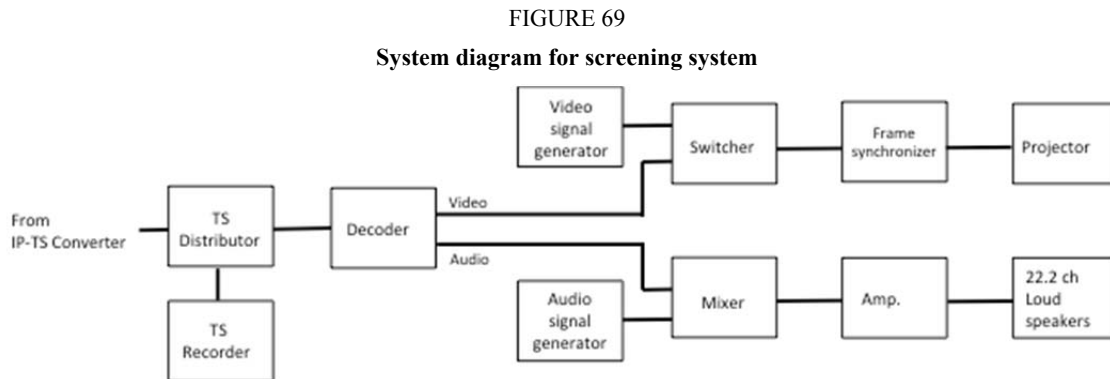 FIGURE 69
System diagram for screening system
Video
signal
generator
Switcher
Frame
synchronizer
Projector
From
IP-TS Converter
TS
Distributor
Decoder
Video
Audio
TS
Recorder
Audio
signal
generator
Mixer
Amp.
22.2 ch
Loud
speakers